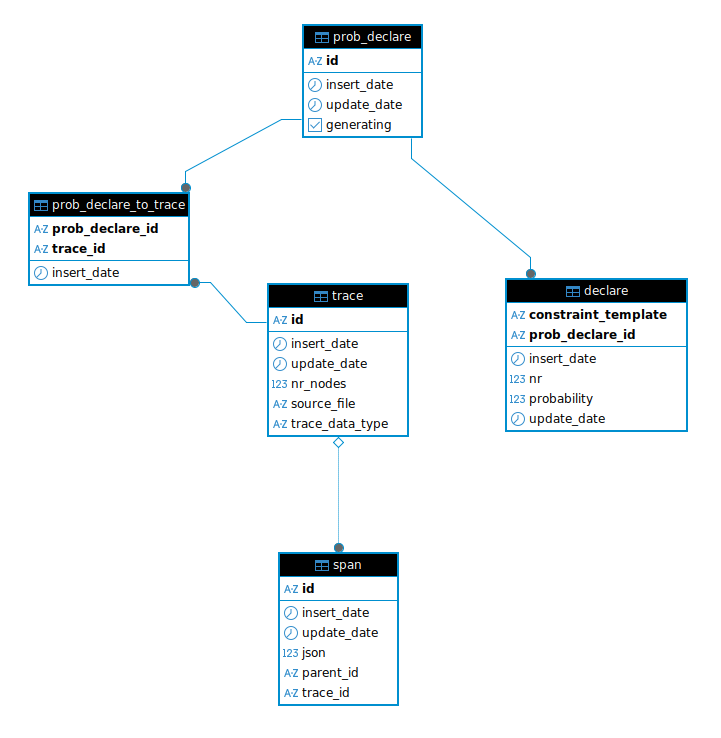 prob_declare
A-Z id
insert_date
update_date
generating
prob_declare_to_trace
A-Z prob_declare_id
A-Z trace_id
insert_date
trace
A-Z id
insert_date
update_date
123 nr_nodes
A-Z source_file
A-Z trace_data_type
declare
A-Z constraint_template
A-Z prob_declare_id
insert_date
123 nr
123 probability
update_date
span
A-Z id
insert_date
update_date
123 json
A-Z parent_id
A-Z trace_id